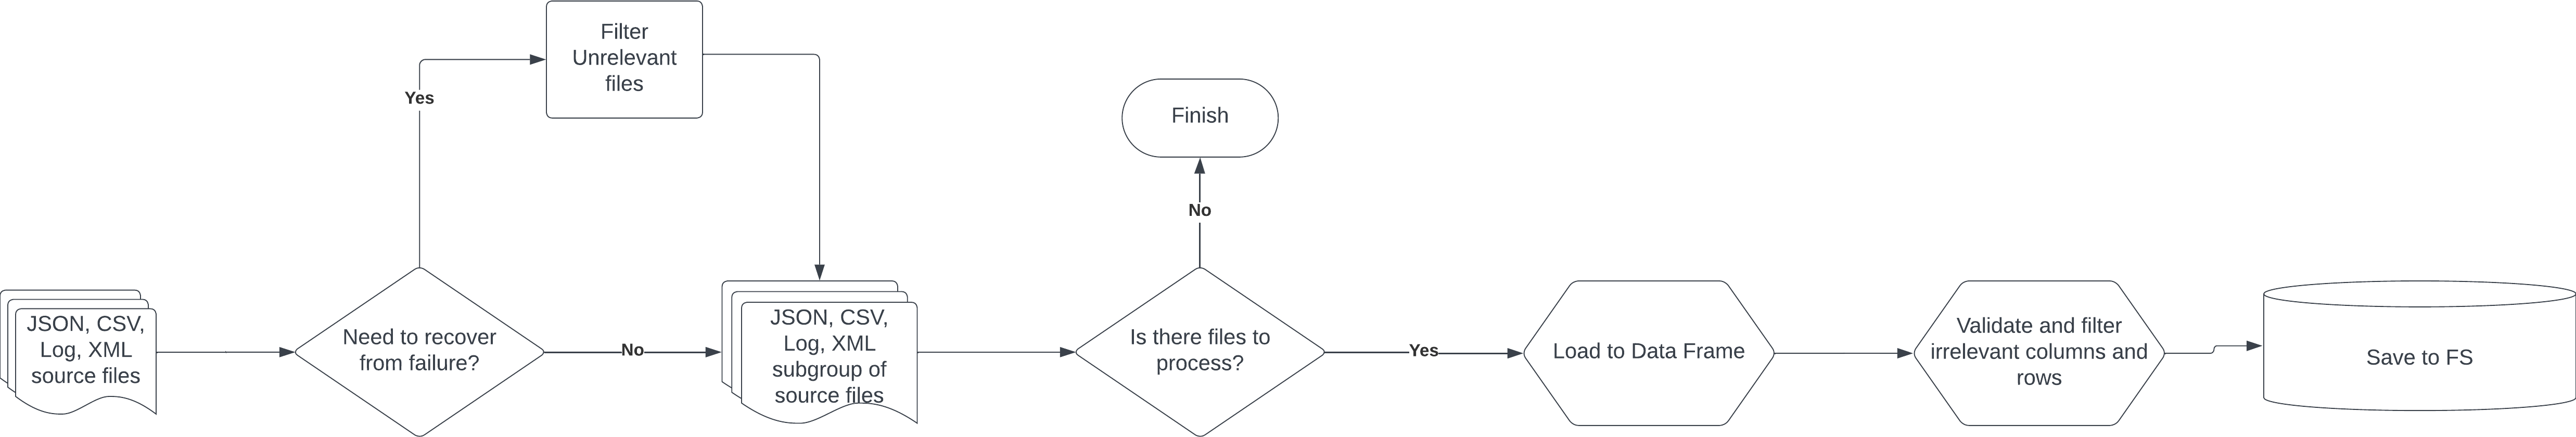 JSON, CSV,
Log, XML
source files
Need to recover
from failure?
Yes
Filter
Unrelevant
files
No
JSON, CSV,
Log, XML
subgroup of
source files
Is there files to
process?
No
Finish
Yes
Load to Data Frame
Validate and filter
irrelevant columns and
rows
Save to FS